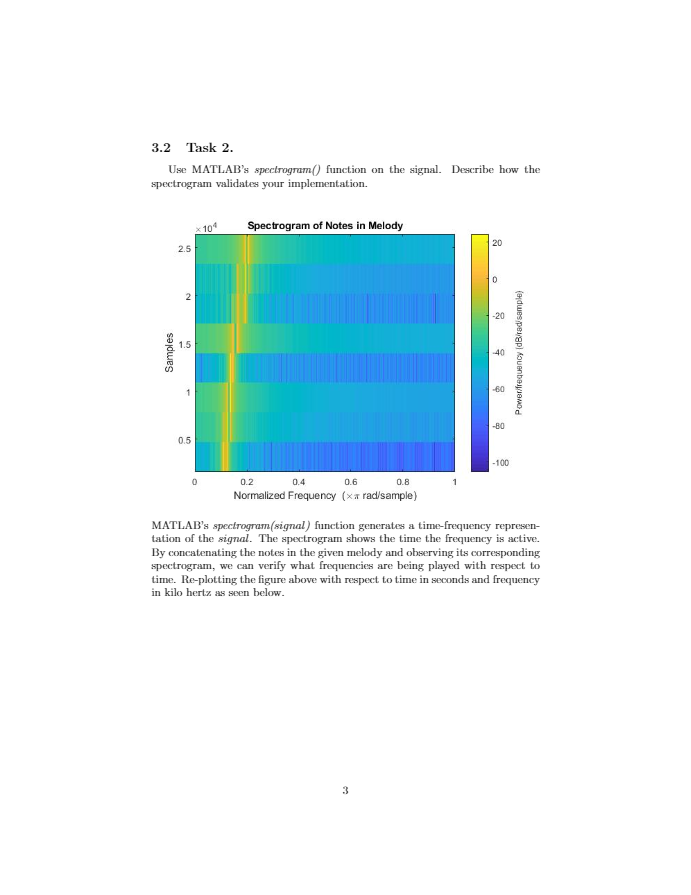 3.2 Task 2.
Use MATLAB's spectrogram() function on the signal. Describe how the
spectrogram validates your implementation.
×10⁴
Spectrogram of Notes in Melody
2.5
2
1.5
1
0.5
Samples
0 0.2 0.4 0.6 0.8 1
Normalized Frequency (×π rad/sample)
20
0
-20
-40
-60
-80
-100
Power/frequency (dB/rad/sample)
MATLAB's spectrogram(signal) function generates a time-frequency represen-
tation of the signal. The spectrogram shows the time the frequency is active.
By concatenating the notes in the given melody and observing its corresponding
spectrogram, we can verify what frequencies are being played with respect to
time. Re-plotting the figure above with respect to time in seconds and frequency
in kilo hertz as seen below.
3